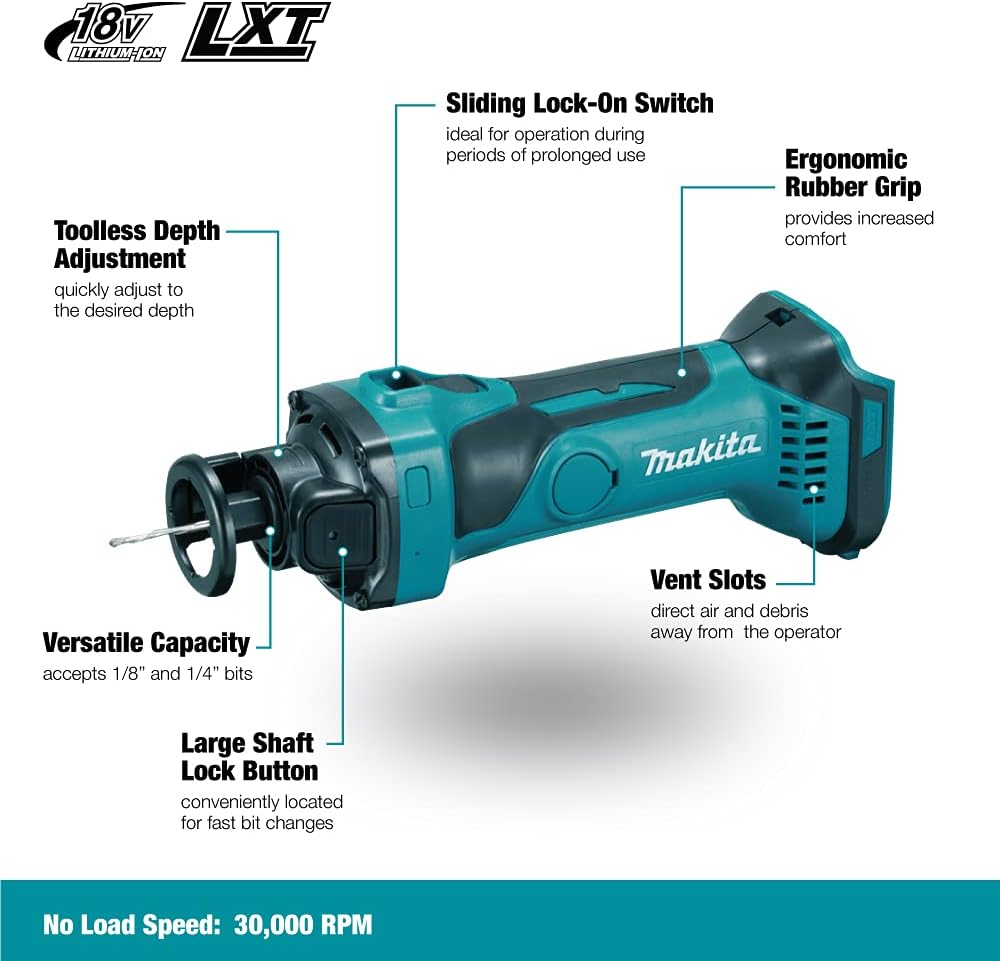 18V
LITHIUM-ION
LXT
Sliding Lock-On Switch
ideal for operation during
periods of prolonged use
Ergonomic
Rubber Grip
provides increased
comfort
Toolless Depth
Adjustment
quickly adjust to
the desired depth
makita
Vent Slots
direct air and debris
away from the operator
Versatile Capacity
accepts 1/8” and 1/4” bits
Large Shaft
Lock Button
conveniently located
for fast bit changes
No Load Speed: 30,000 RPM